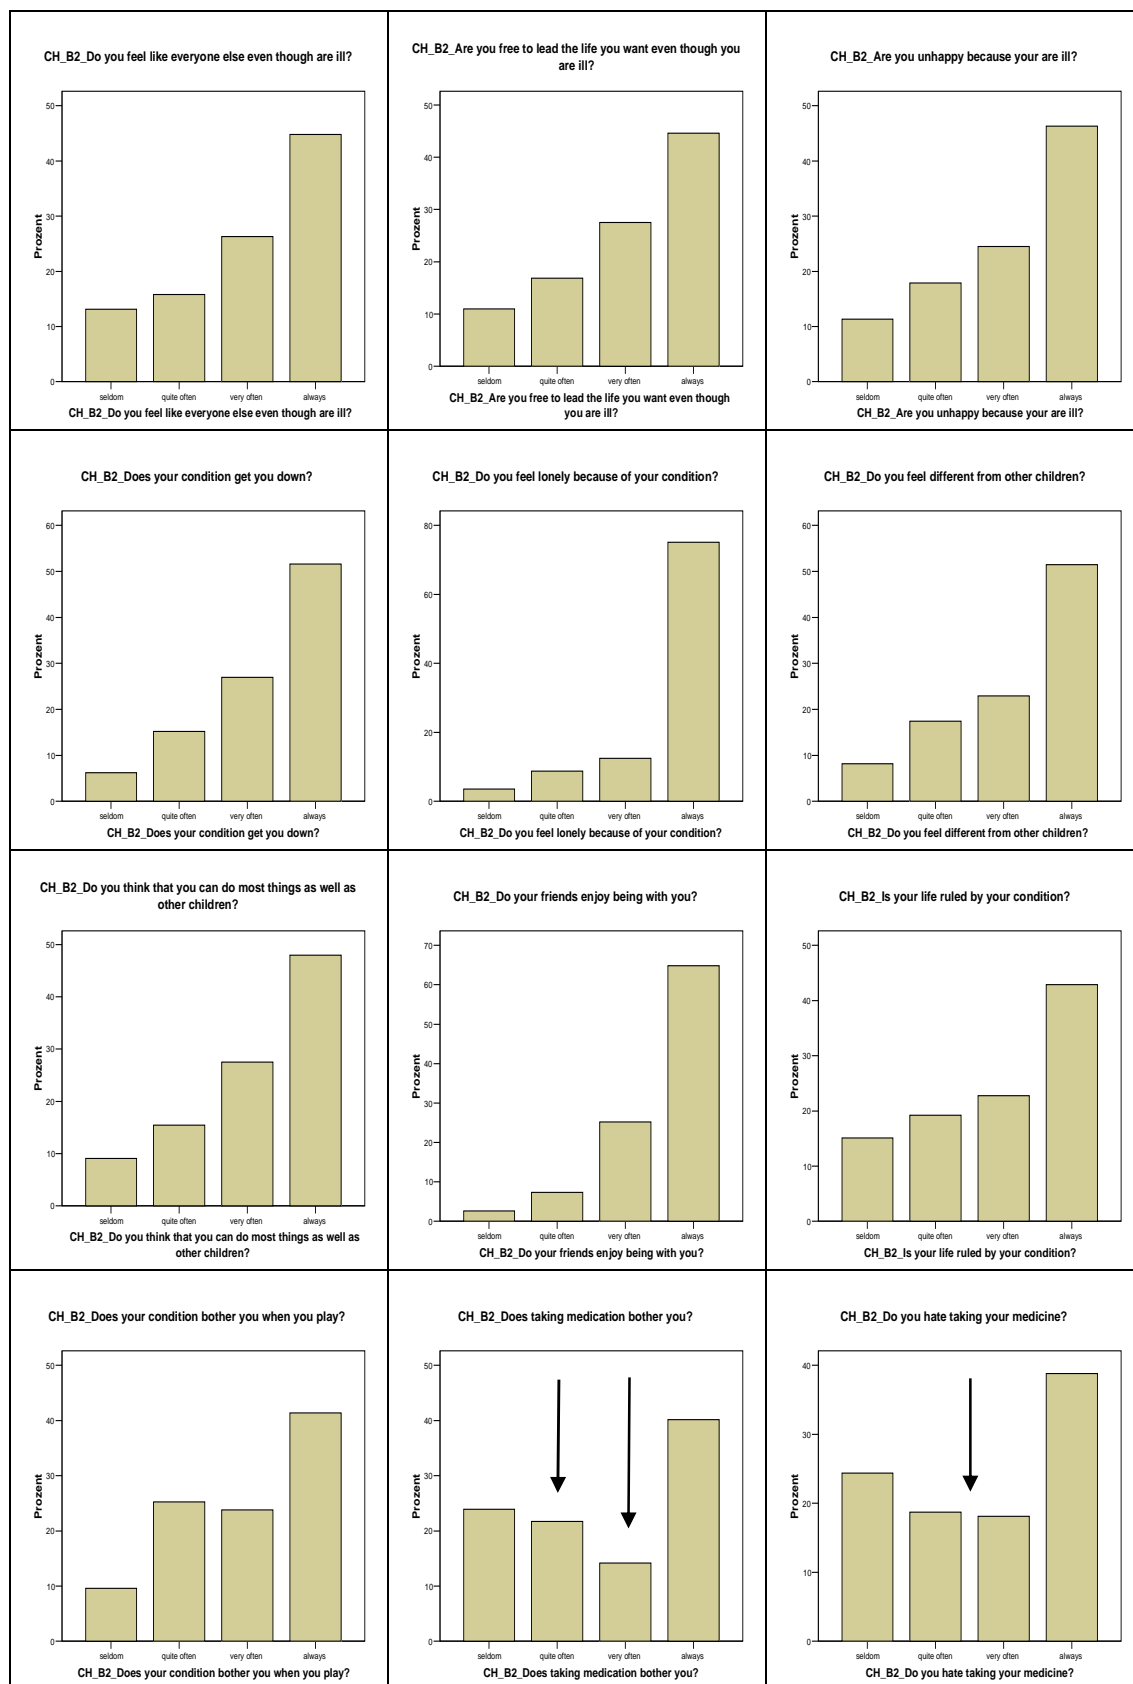 CH_B2_Do you feel like everyone else even though are ill?
50
40
30
20
10
0
Prozent
seldom quite often very often always
CH_B2_Do you feel like everyone else even though are ill?
CH_B2_Are you free to lead the life you want even though you
are ill?
50
40
30
20
10
0
Prozent
seldom quite often very often always
CH_B2_Are you free to lead the life you want even though
you are ill?
CH_B2_Are you unhappy because your are ill?
50
40
30
20
10
0
Prozent
seldom quite often very often always
CH_B2_Are you unhappy because your are ill?
CH_B2_Does your condition get you down?
60
50
40
30
20
10
0
Prozent
seldom quite often very often always
CH_B2_Does your condition get you down?
CH_B2_Do you feel lonely because of your condition?
80
60
40
20
0
Prozent
seldom quite often very often always
CH_B2_Do you feel lonely because of your condition?
CH_B2_Do you feel different from other children?
60
50
40
30
20
10
0
Prozent
seldom quite often very often always
CH_B2_Do you feel different from other children?
CH_B2_Do you think that you can do most things as well as
other children?
50
40
30
20
10
0
Prozent
seldom quite often very often always
CH_B2_Do you think that you can do most things as well as
other children?
CH_B2_Do your friends enjoy being with you?
70
60
50
40
30
20
10
0
Prozent
seldom quite often very often always
CH_B2_Do your friends enjoy being with you?
CH_B2_Is your life ruled by your condition?
50
40
30
20
10
0
Prozent
seldom quite often very often always
CH_B2_Is your life ruled by your condition?
CH_B2_Does your condition bother you when you play?
50
40
30
20
10
0
Prozent
seldom quite often very often always
CH_B2_Does your condition bother you when you play?
CH_B2_Does taking medication bother you?
50
40
30
20
10
0
Prozent
seldom quite often very often always
CH_B2_Does taking medication bother you?
CH_B2_Do you hate taking your medicine?
40
30
20
10
0
Prozent
seldom quite often very often always
CH_B2_Do you hate taking your medicine?